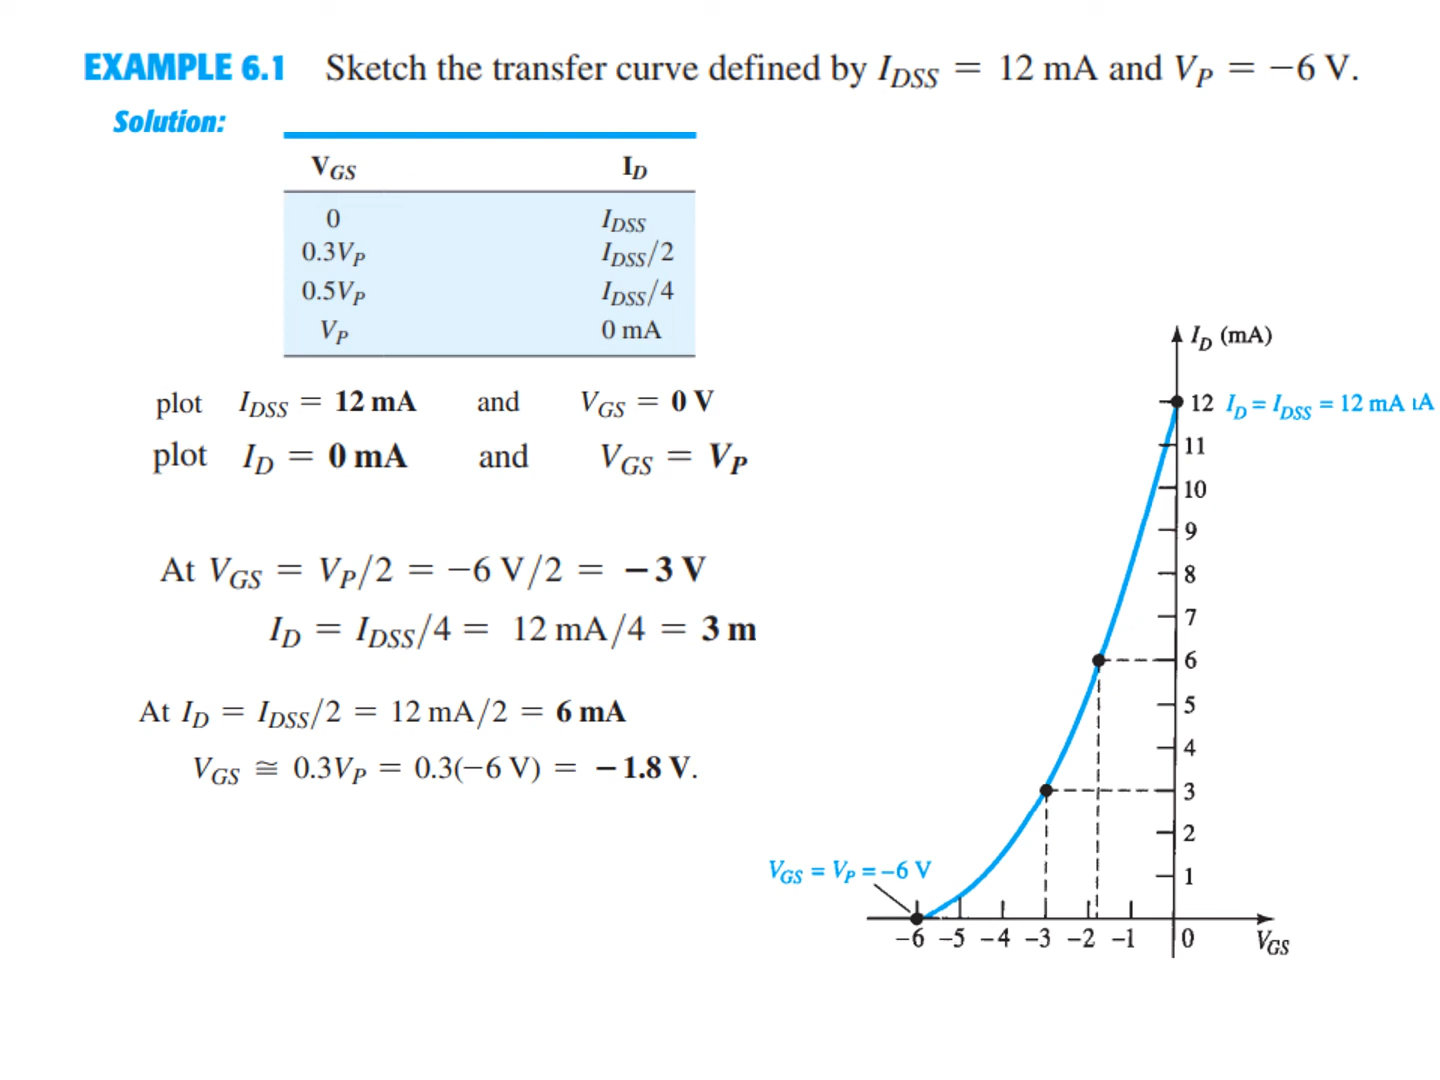 EXAMPLE 6.1 Sketch the transfer curve defined by IDSS = 12 mA and VP = −6 V.
Solution:
VGS ID
0 IDSS
0.3VP IDSS/2
0.5VP IDSS/4
VP 0 mA
plot IDSS = 12 mA and VGS = 0 V
plot ID = 0 mA and VGS = VP
At VGS = VP/2 = −6 V/2 = −3 V
ID = IDSS/4 = 12 mA/4 = 3 m
At ID = IDSS/2 = 12 mA/2 = 6 mA
VGS ≅ 0.3VP = 0.3(−6 V) = −1.8 V.
ID (mA)
12 ID = IDSS = 12 mA
11
10
9
8
7
6
5
4
3
2
1
VGS = VP = −6 V
−6 −5 −4 −3 −2 −1 0 VGS